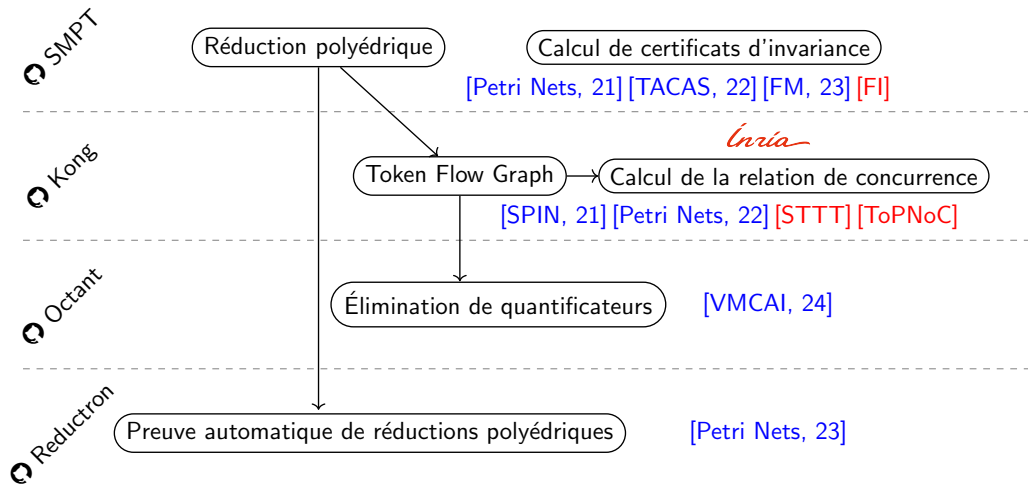 SMPT
Réduction polyédrique
Calcul de certificats d'invariance
[Petri Nets, 21] [TACAS, 22] [FM, 23] [FI]
Kong
Inria
Token Flow Graph
Calcul de la relation de concurrence
[SPIN, 21] [Petri Nets, 22] [STTT] [ToPNoC]
Octant
Élimination de quantificateurs
[VMCAI, 24]
Reductron
Preuve automatique de réductions polyédriques
[Petri Nets, 23]